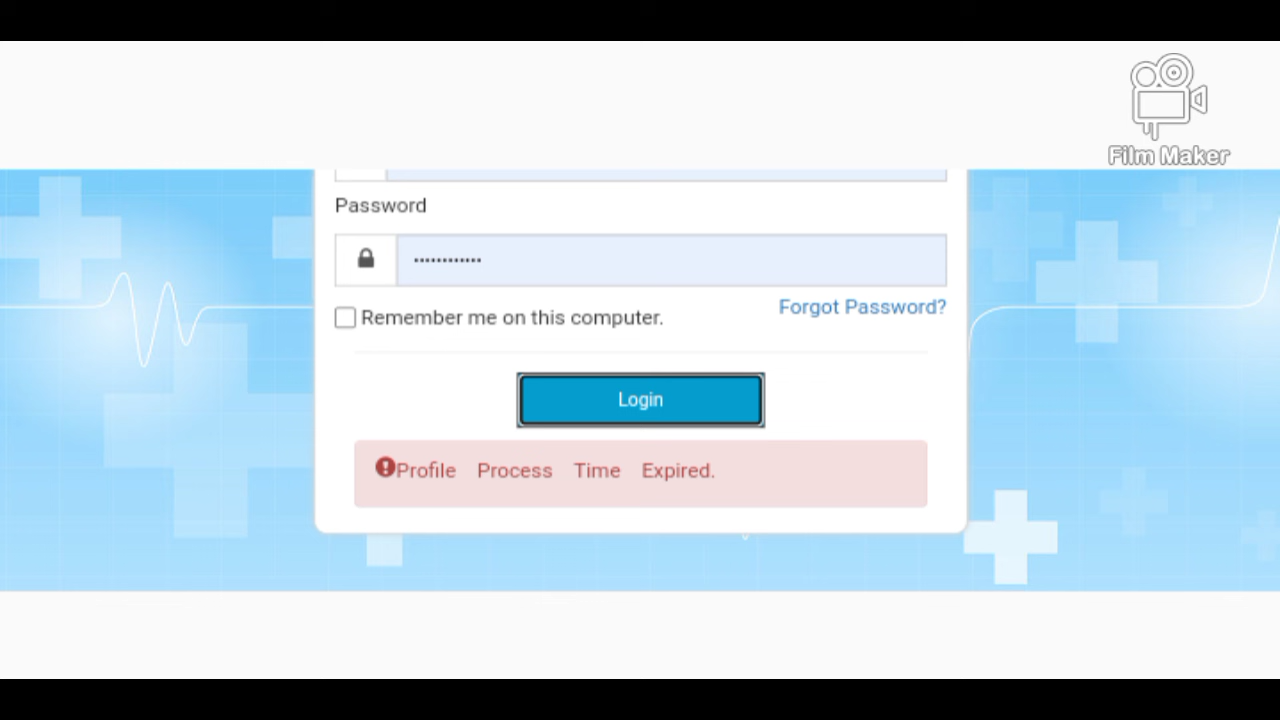 Film Maker
Password
••••••••••••
Remember me on this computer.
Forgot Password?
Login
Profile Process Time Expired.